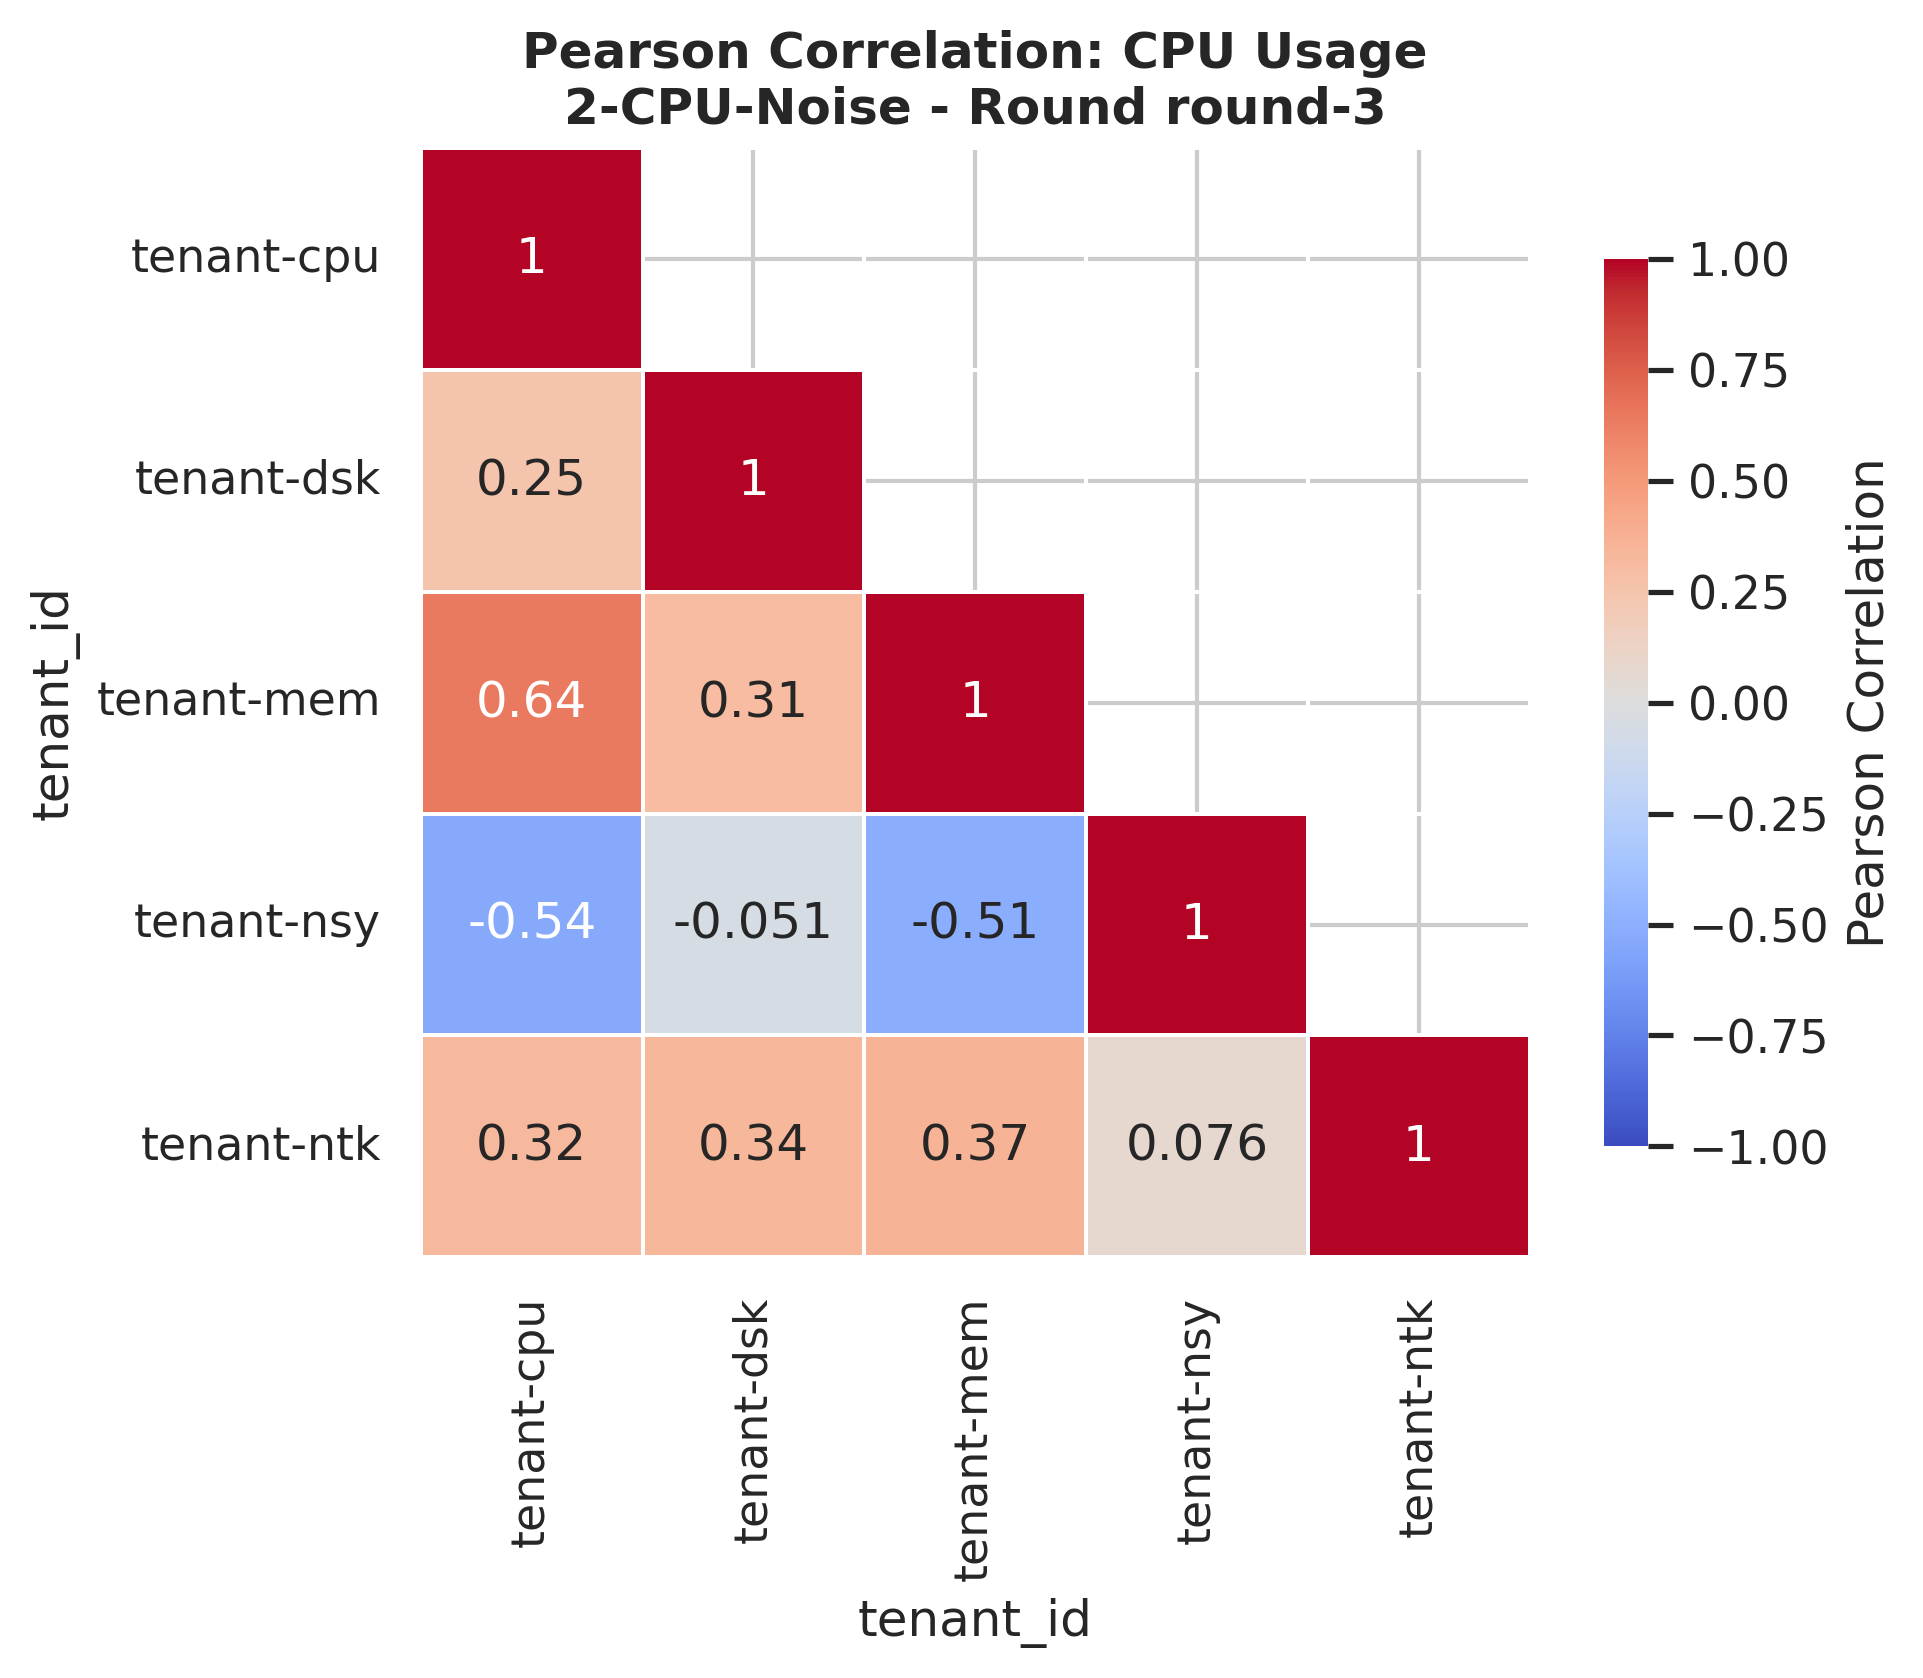 Pearson Correlation: CPU Usage
2-CPU-Noise - Round round-3
tenant_id
tenant-cpu
1
tenant-dsk
0.25
1
tenant-mem
0.64
0.31
1
tenant-nsy
-0.54
-0.051
-0.51
1
tenant-ntk
0.32
0.34
0.37
0.076
1
tenant-cpu
tenant-dsk
tenant-mem
tenant-nsy
tenant-ntk
tenant_id
1.00
0.75
0.50
0.25
0.00
−0.25
−0.50
−0.75
−1.00
Pearson Correlation